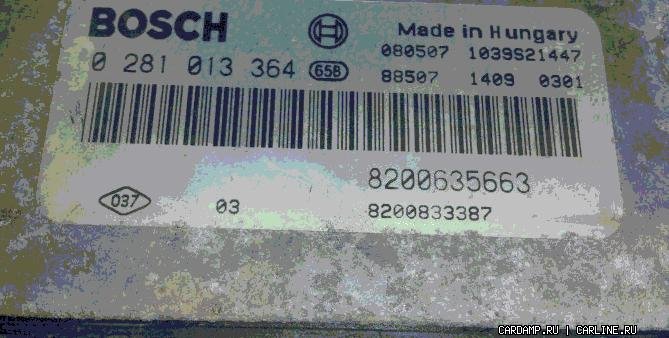 BOSCH
Made in Hungary
080507 1039S21447
0 281 013 364 658
88507 1409 0301
8200635663
037
03
8200833387
CARDAMP.RU | CARLINE.RU